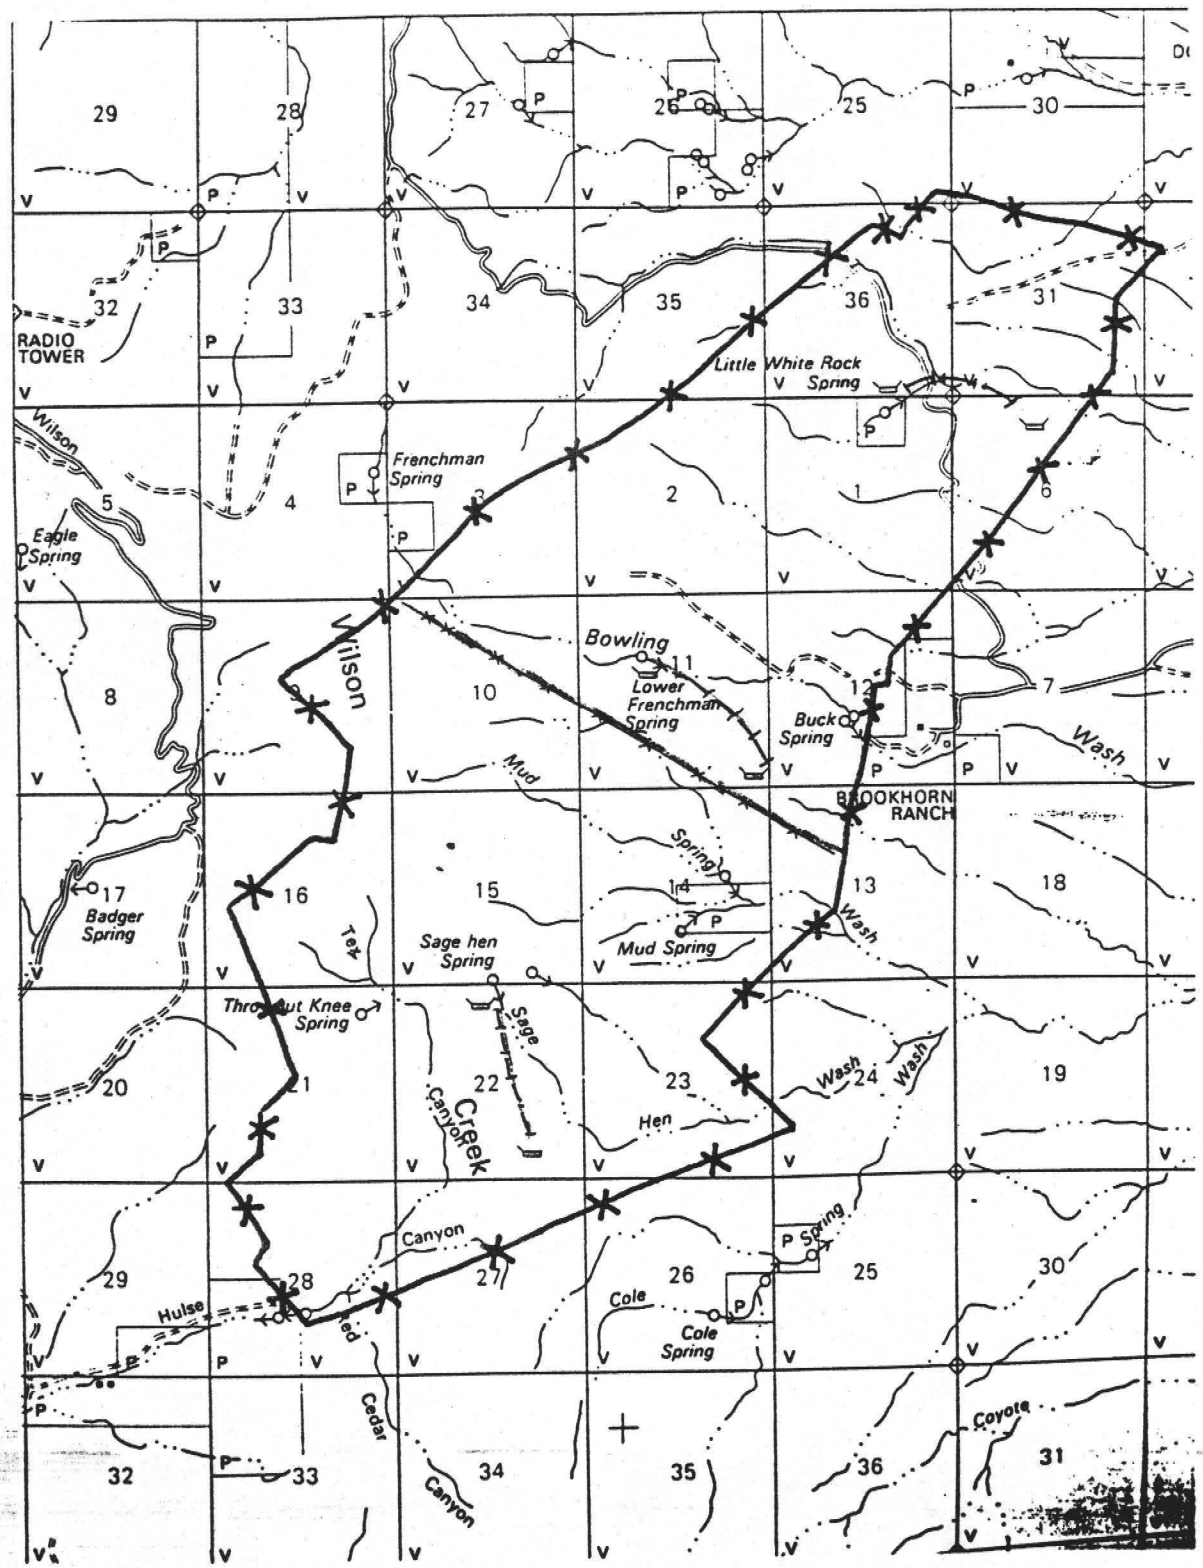 29
28
27
26
25
30
P
P
P
P
P
V
V
V
V
V
V
P
P
32
33
34
35
36
31
RADIO
TOWER
P
Little White Rock
Spring
V
V
V
V
V
V
Wilson
Frenchman
Spring
P
P
P
5
4
3
2
1
6
Eagle
Spring
V
V
V
V
V
V
V
Wilson
Bowling
8
10
11
12
7
Lower
Frenchman
Spring
Buck
Spring
Wash
Mud
V
V
V
V
P
P
V
BROOKHORN
RANCH
Spring
17
16
15
14
13
18
Badger
Spring
Tex
Sage hen
Spring
Mud Spring
P
Wash
V
V
V
V
V
V
V
Throughout Knee
Spring
Sage
20
21
22
23
24
19
Wash
Wash
Canyon
Creek
Hen
V
V
V
V
V
V
V
Canyon
P
Spring
29
28
27
26
25
30
Hulse
Red
Cole
P
Cole
Spring
V
P
P
V
V
V
V
V
V
P
Cedar
Coyote
P
32
33
34
35
36
31
Canyon
V
V
V
V
V
V